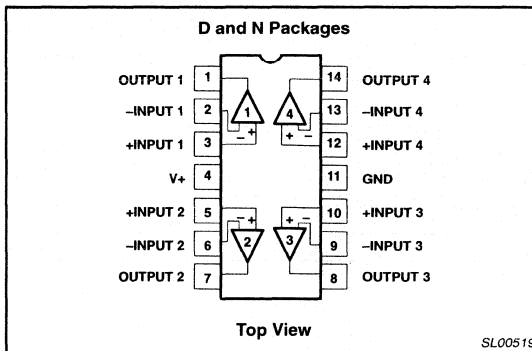 D and N Packages
OUTPUT 1 1 14 OUTPUT 4
–INPUT 1 2 1 4 13 –INPUT 4
– + + –
+INPUT 1 3 12 +INPUT 4
V+ 4 11 GND
+INPUT 2 5 10 +INPUT 3
– + + –
–INPUT 2 6 2 3 9 –INPUT 3
OUTPUT 2 7 8 OUTPUT 3
Top View
SL00519